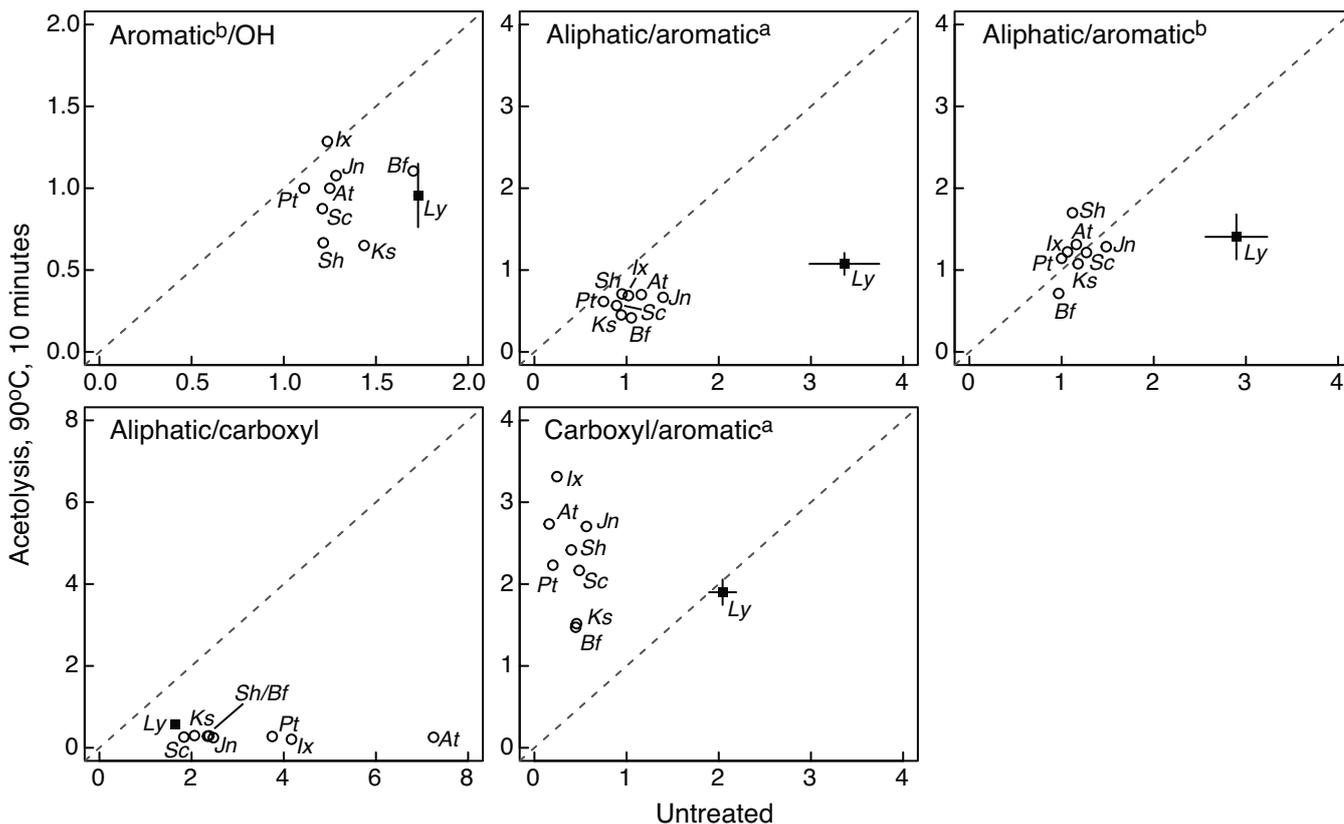 Acetolysis, 90ºC, 10 minutes
Aromaticᵇ/OH
2.0
1.5
1.0
0.5
0.0
Ix
Jn
Bf
Pt
At
Ly
Sc
Sh
Ks
0.0 0.5 1.0 1.5 2.0
Aliphatic/aromaticᵃ
4
3
2
1
0
Ly
Ix
Sh
At
Pt
Jn
Sc
Ks
Bf
0 1 2 3 4
Aliphatic/aromaticᵇ
4
3
2
1
0
Sh
At
Ix
Jn
Ly
Pt
Sc
Ks
Bf
0 1 2 3 4
Aliphatic/carboxyl
8
6
4
2
0
Sh/Bf
Ly
Ks
Pt
Sc
Jn
Ix
At
0 2 4 6 8
Carboxyl/aromaticᵃ
4
3
2
1
0
Ix
At
Jn
Sh
Pt
Sc
Ks
Ly
Bf
0 1 2 3 4
Untreated